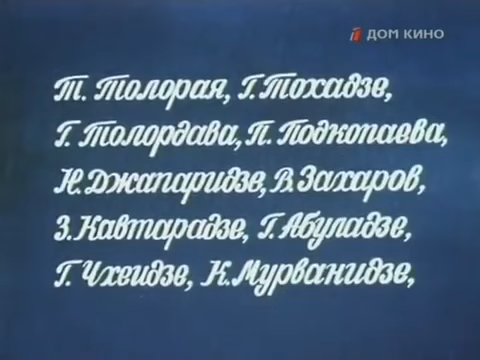 ДОМ КИНО
Т. Толорая, Г. Тохадзе,
Г. Толордава, П. Подкопаева,
Н. Джапаридзе, В. Захаров,
З. Кавтарадзе, Г. Абуладзе,
Г. Чхеидзе, К. Мурванидзе,